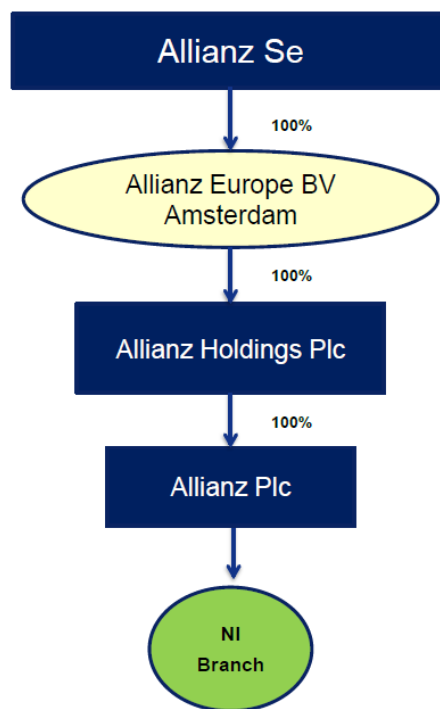 Allianz Se
100%
Allianz Europe BV
Amsterdam
100%
Allianz Holdings Plc
100%
Allianz Plc
NI
Branch